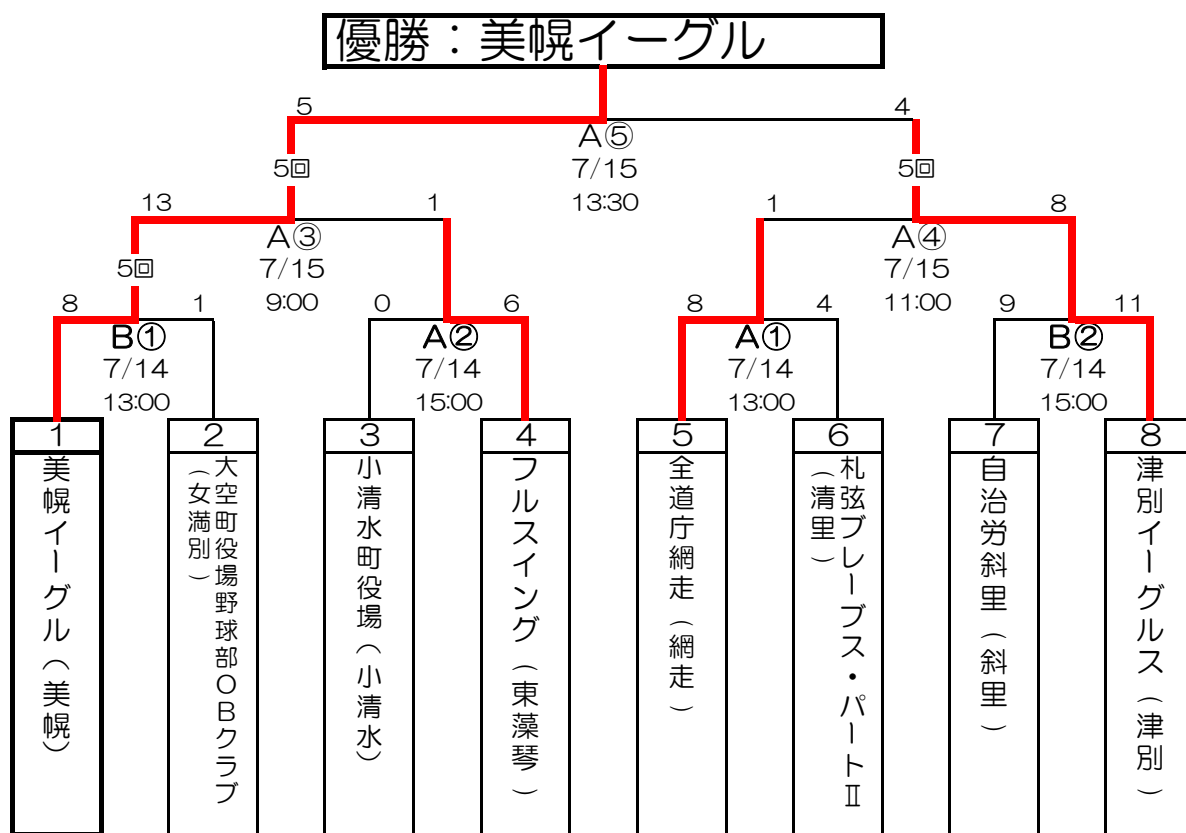 優勝：美幌イーグル
5
4
A⑤
7/15
13:30
5回
5回
13
1
1
8
A③
7/15
9:00
A④
7/15
11:00
5回
8
1
0
6
8
4
9
11
B①
7/14
13:00
A②
7/14
15:00
A①
7/14
13:00
B②
7/14
15:00
1
美幌イーグル（美幌）
2
大空町役場野球部OBクラブ
（女満別）
3
小清水町役場（小清水）
4
フルスイング（東藻琴）
5
全道庁網走（網走）
6
札弦ブレーブス・パートⅡ
（清里）
7
自治労斜里（斜里）
8
津別イーグルス（津別）